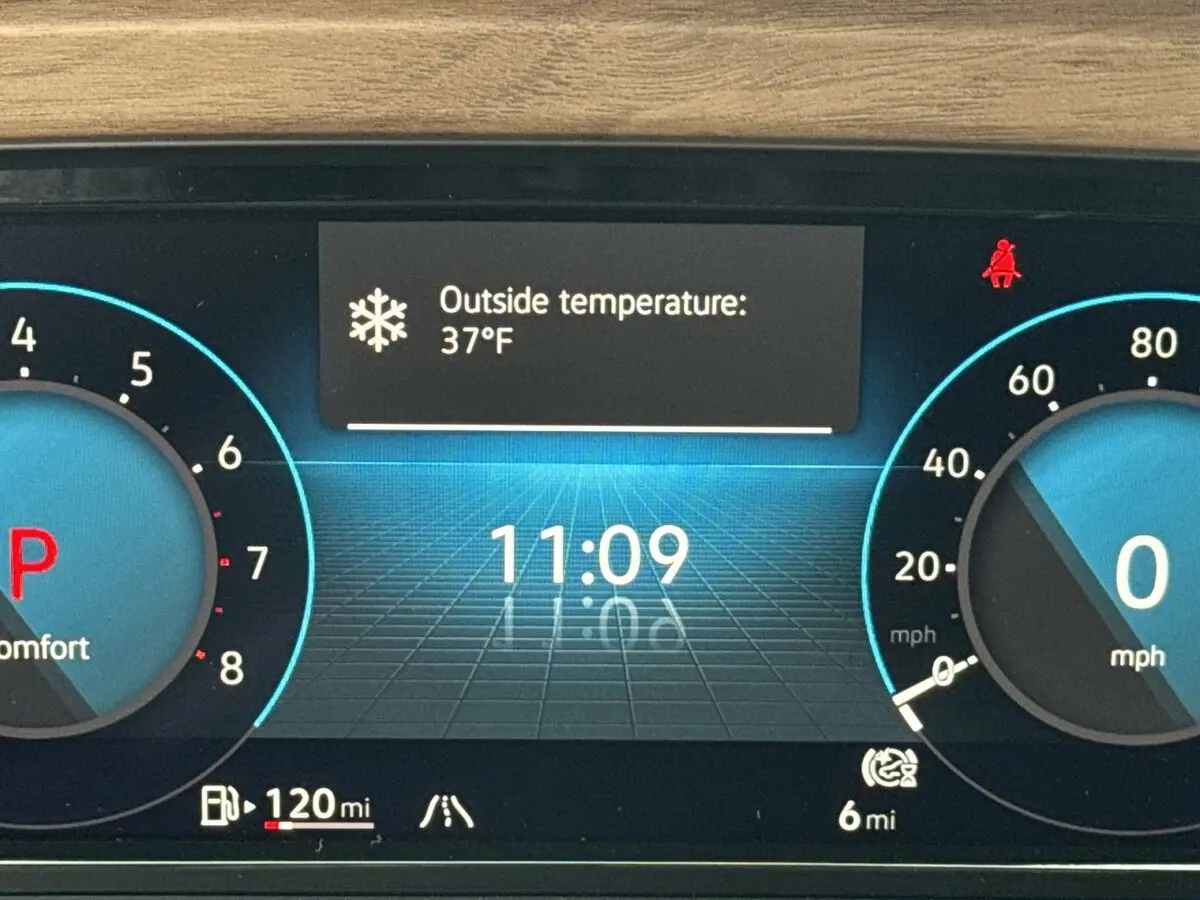 Outside temperature:
37°F
4
5
6
7
8
P
omfort
11:09
80
60
40
20
mph
0
0
mph
120 mi
6 mi